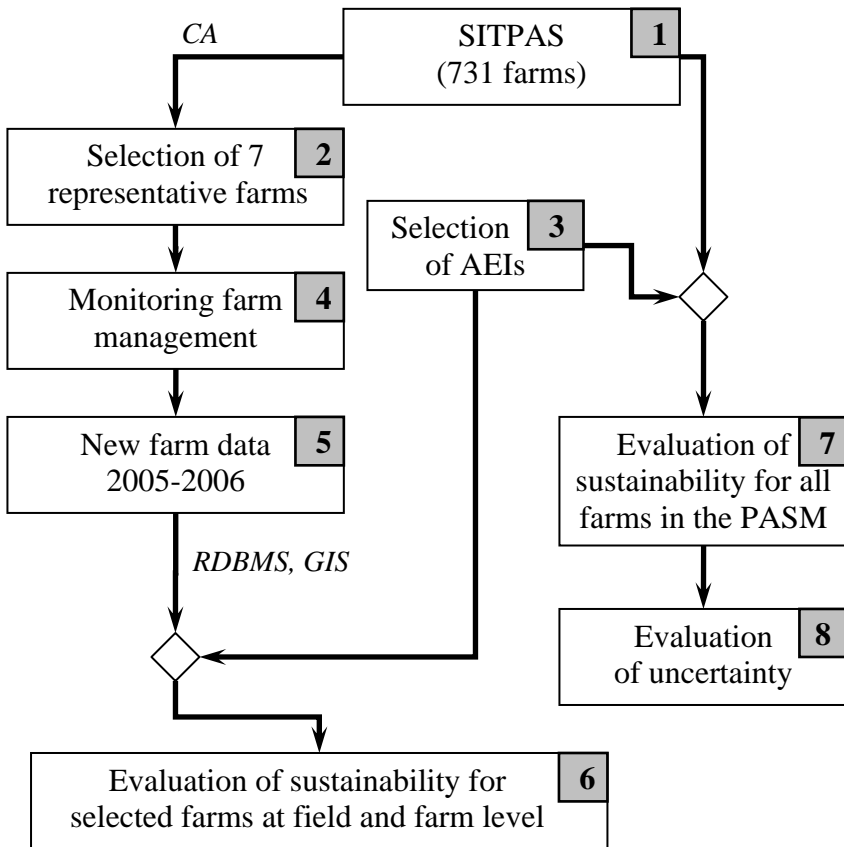 CA
SITPAS
(731 farms)
1
Selection of 7
representative farms
2
Selection
of AEIs
3
Monitoring farm
management
4
New farm data
2005-2006
5
RDBMS, GIS
Evaluation of
sustainability for all
farms in the PASM
7
Evaluation
of uncertainty
8
Evaluation of sustainability for
selected farms at field and farm level
6